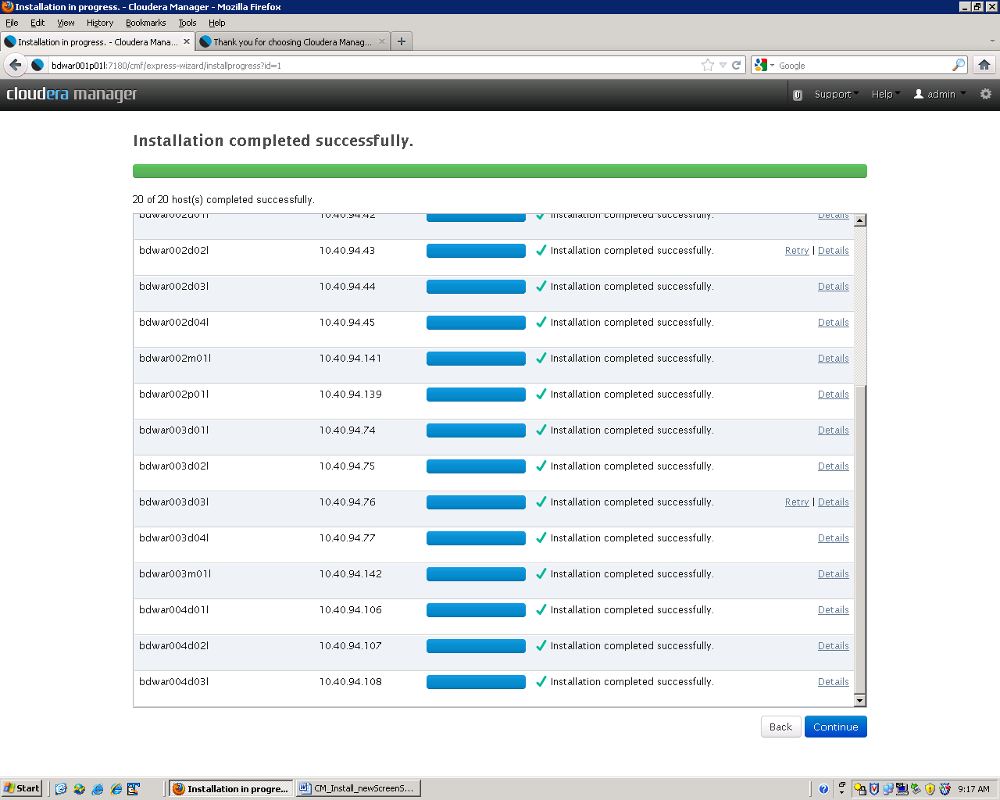 Installation in progress. - Cloudera Manager - Mozilla Firefox
File Edit View History Bookmarks Tools Help
Installation in progress. - Cloudera Mana... Thank you for choosing Cloudera Manag...
bdwar001p01l:7180/cmf/express-wizard/installprogress?id=1 Google
cloudera manager 0 Support Help admin
Installation completed successfully.
20 of 20 host(s) completed successfully.
bdwar002d01l 10.40.94.42 Installation completed successfully. Details
bdwar002d02l 10.40.94.43 Installation completed successfully. Retry | Details
bdwar002d03l 10.40.94.44 Installation completed successfully. Details
bdwar002d04l 10.40.94.45 Installation completed successfully. Details
bdwar002m01l 10.40.94.141 Installation completed successfully. Details
bdwar002p01l 10.40.94.139 Installation completed successfully. Details
bdwar003d01l 10.40.94.74 Installation completed successfully. Details
bdwar003d02l 10.40.94.75 Installation completed successfully. Details
bdwar003d03l 10.40.94.76 Installation completed successfully. Retry | Details
bdwar003d04l 10.40.94.77 Installation completed successfully. Details
bdwar003m01l 10.40.94.142 Installation completed successfully. Details
bdwar004d01l 10.40.94.106 Installation completed successfully. Details
bdwar004d02l 10.40.94.107 Installation completed successfully. Details
bdwar004d03l 10.40.94.108 Installation completed successfully. Details
Back Continue
Start Installation in progre... CM_Install_newScreenS... 9:17 AM